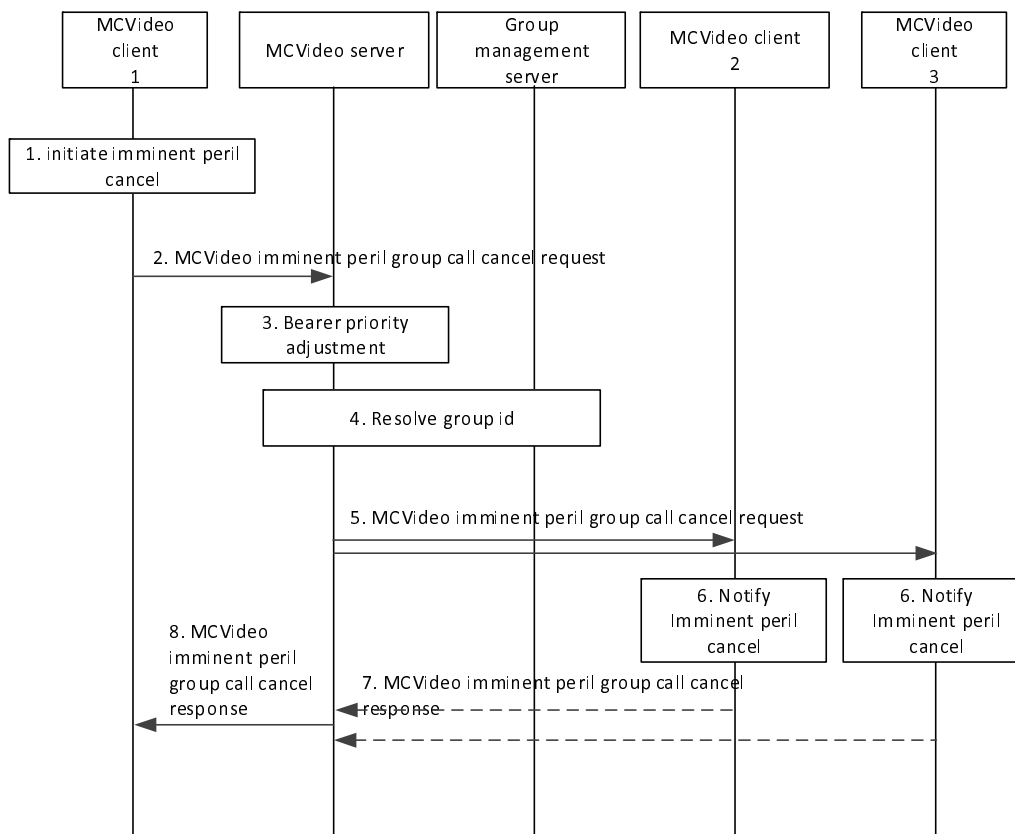 MCVideo
client
1
MCVideo server
Group
management
server
MCVideo client
2
MCVideo
client
3
1. initiate imminent peril
cancel
2. MCVideo imminent peril group call cancel request
3. Bearer priority
adjustment
4. Resolve group id
5. MCVideo imminent peril group call cancel request
6. Notify
Imminent peril
cancel
6. Notify
Imminent peril
cancel
8. MCVideo
imminent peril
group call cancel
response
7. MCVideo imminent peril group call cancel
response